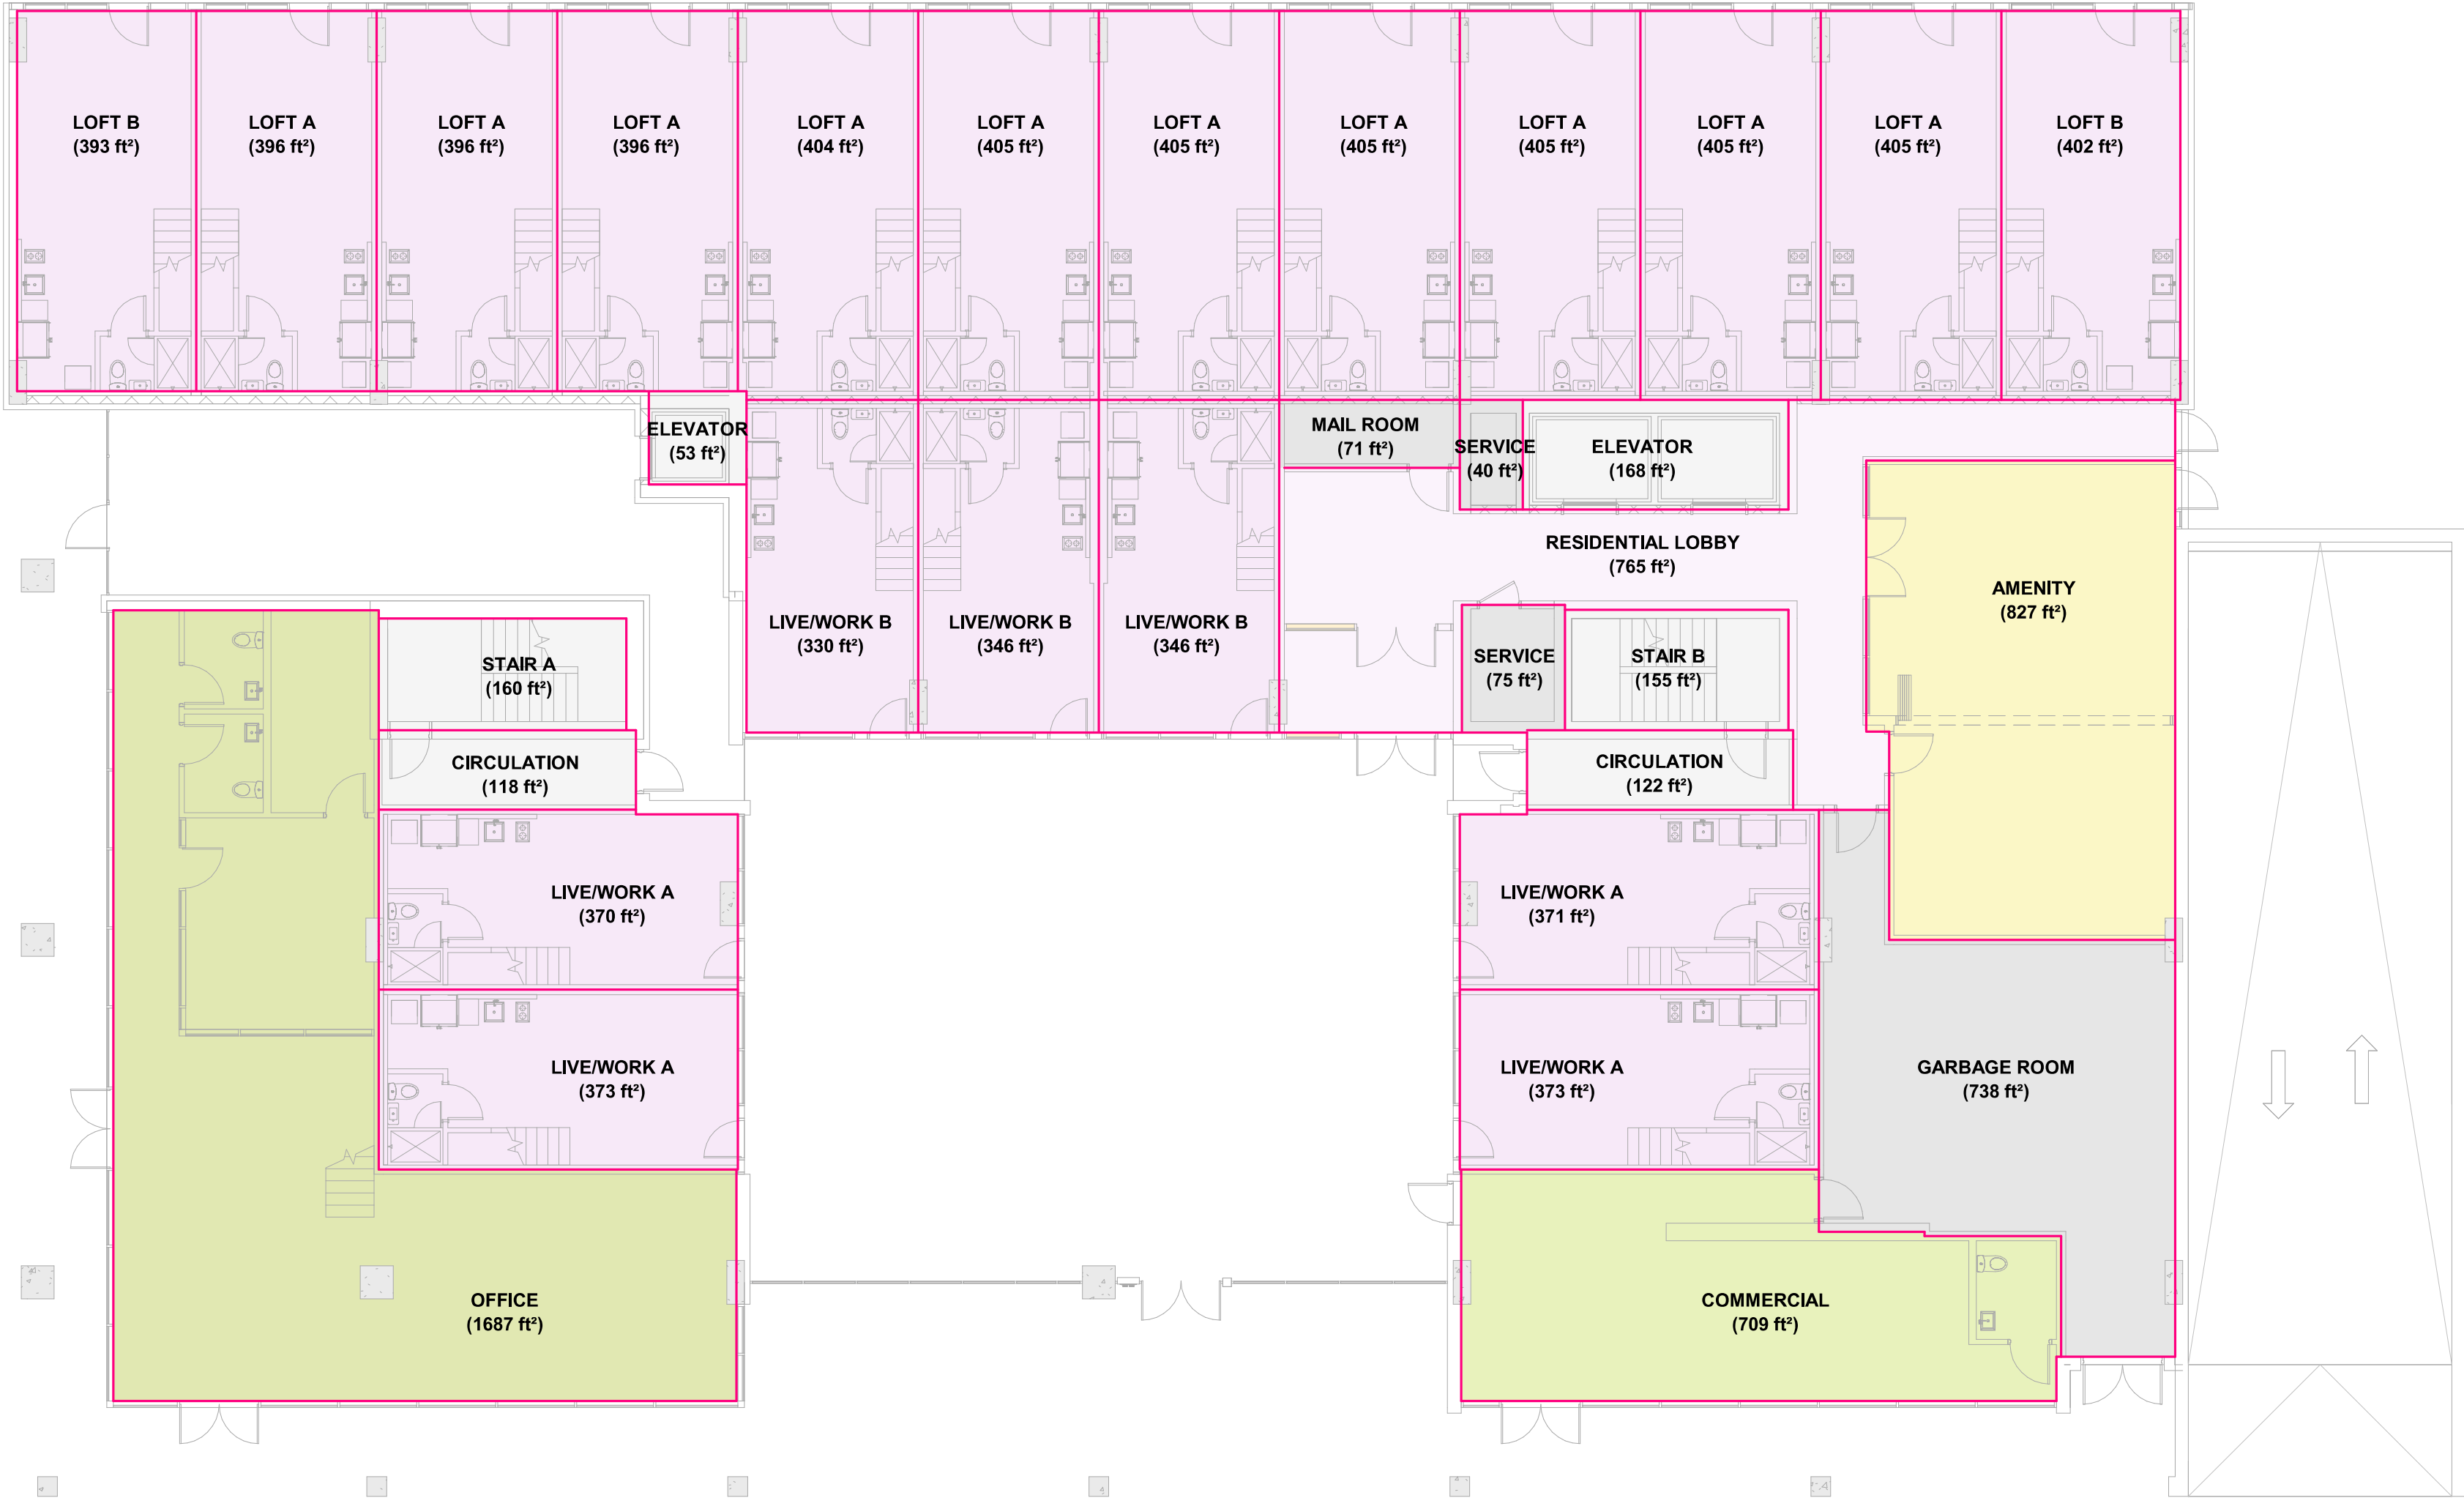 LOFT B
(393 ft²)
LOFT A
(396 ft²)
LOFT A
(396 ft²)
LOFT A
(396 ft²)
LOFT A
(404 ft²)
LOFT A
(405 ft²)
LOFT A
(405 ft²)
LOFT A
(405 ft²)
LOFT A
(405 ft²)
LOFT A
(405 ft²)
LOFT A
(405 ft²)
LOFT B
(402 ft²)
ELEVATOR
(53 ft²)
MAIL ROOM
(71 ft²)
SERVICE
(40 ft²)
ELEVATOR
(168 ft²)
RESIDENTIAL LOBBY
(765 ft²)
AMENITY
(827 ft²)
LIVE/WORK B
(330 ft²)
LIVE/WORK B
(346 ft²)
LIVE/WORK B
(346 ft²)
STAIR A
(160 ft²)
SERVICE
(75 ft²)
STAIR B
(155 ft²)
CIRCULATION
(118 ft²)
CIRCULATION
(122 ft²)
LIVE/WORK A
(370 ft²)
LIVE/WORK A
(371 ft²)
LIVE/WORK A
(373 ft²)
LIVE/WORK A
(373 ft²)
GARBAGE ROOM
(738 ft²)
OFFICE
(1687 ft²)
COMMERCIAL
(709 ft²)